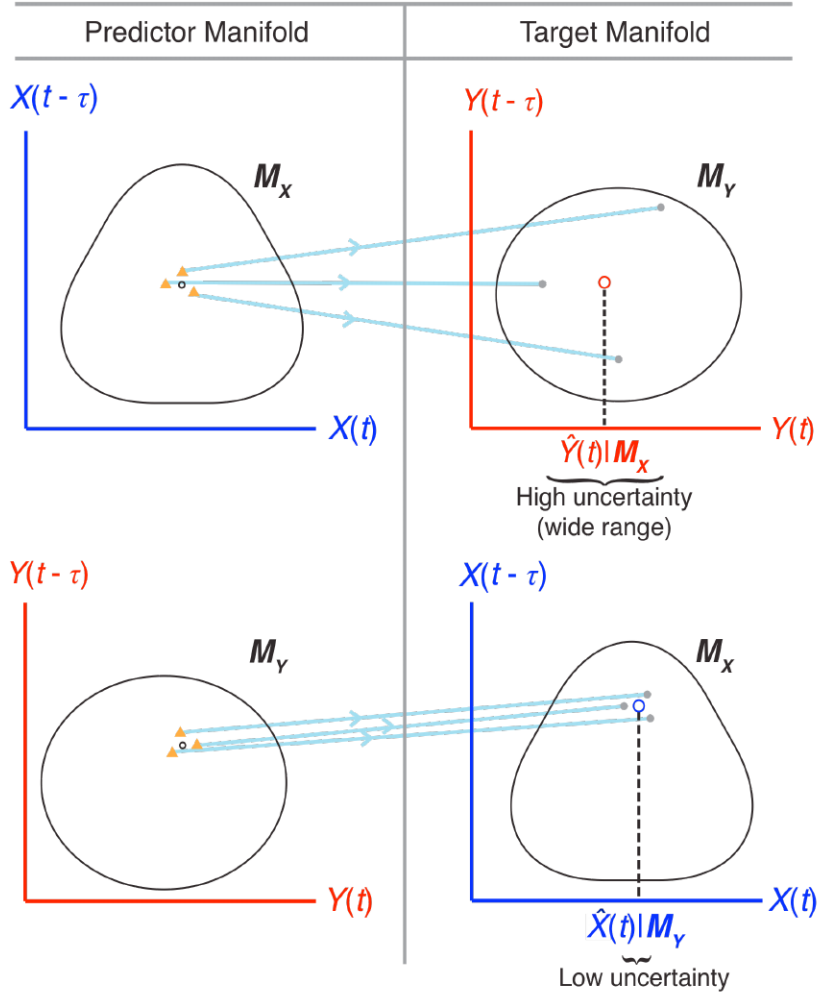 Predictor Manifold
Target Manifold
X(t - τ)
M_X
X(t)
Y(t - τ)
M_Y
Y(t)
Ŷ(t)|M_X
High uncertainty
(wide range)
Y(t - τ)
M_Y
Y(t)
X(t - τ)
M_X
X(t)
X̂(t)|M_Y
Low uncertainty